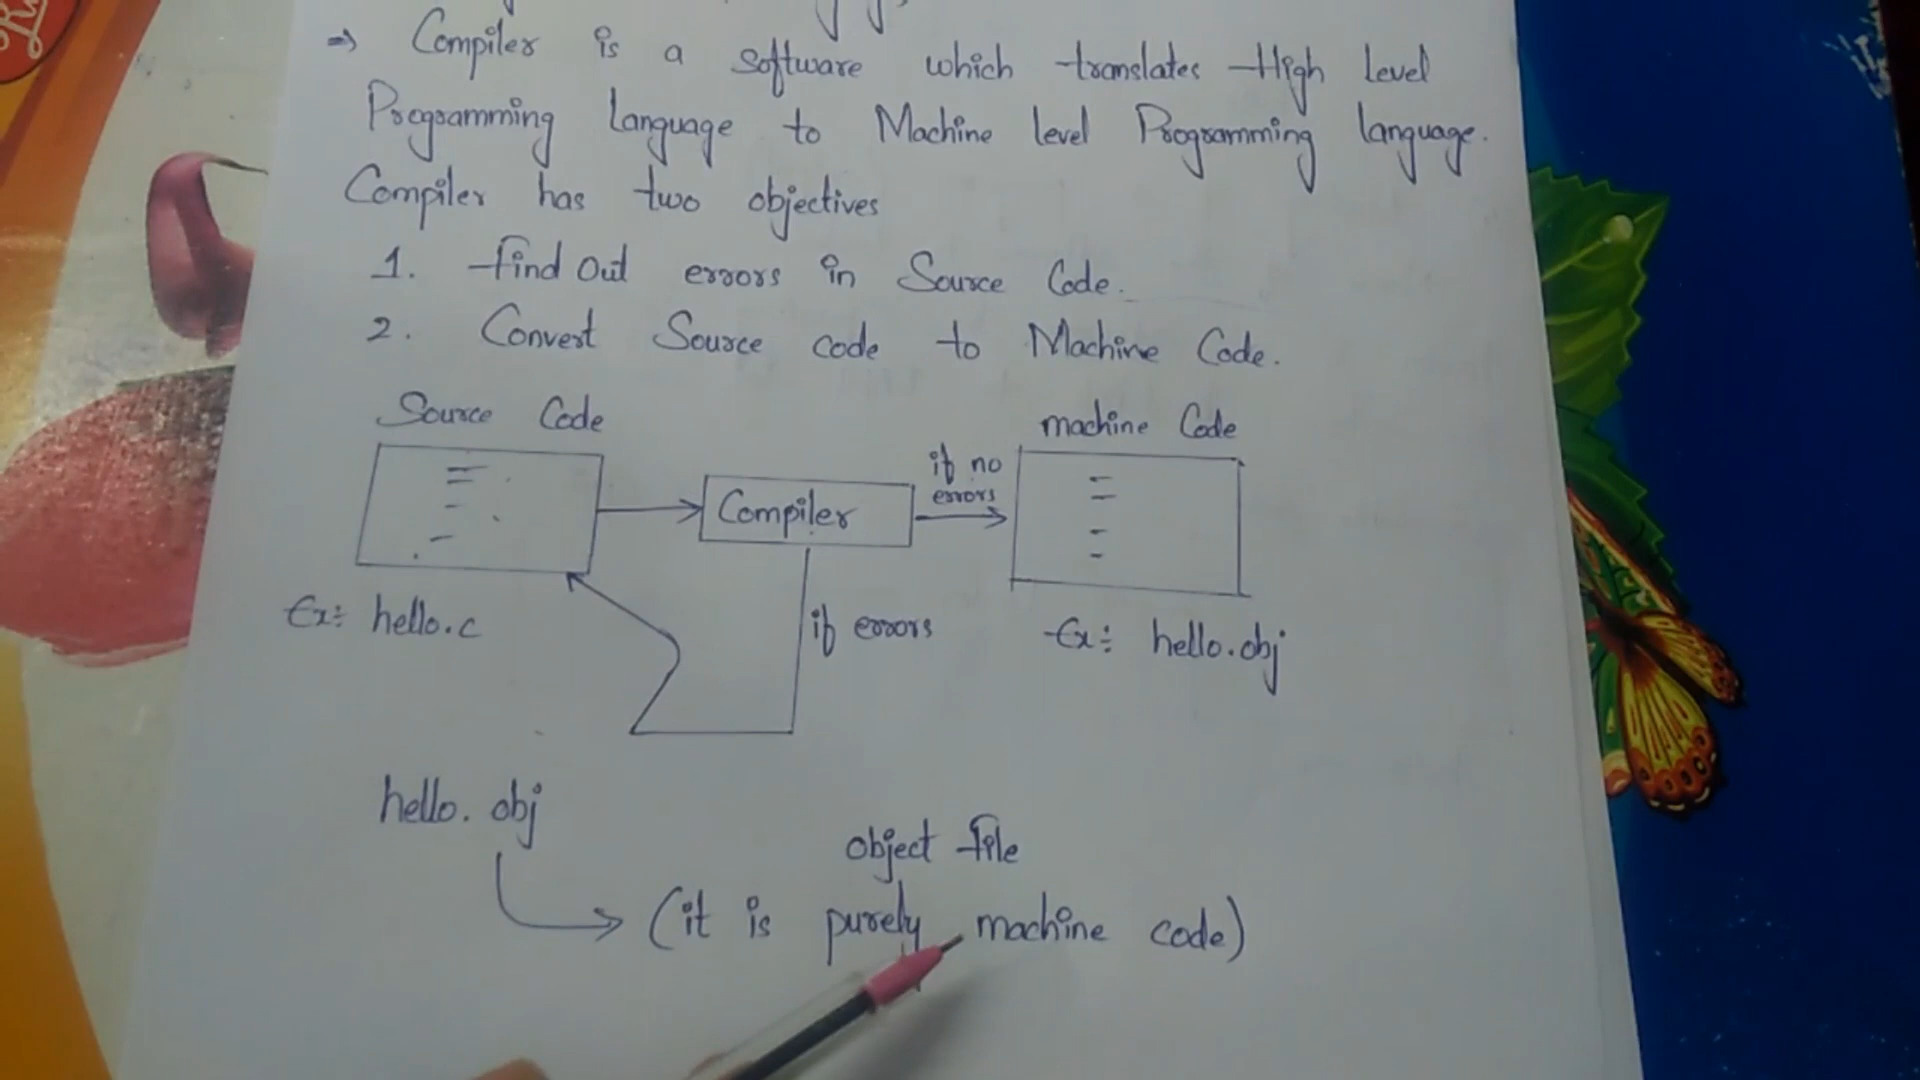 => Compiler is a software which translates High Level
Programming Language to Machine level Programming language.
Compiler has two objectives
1. Find Out errors in Source Code.
2. Convert Source code to Machine Code.
Source Code
machine Code
if no
errors
Compiler
Ex: hello.c
if errors
Ex: hello.obj
hello. obj
object file
(it is purely machine code)